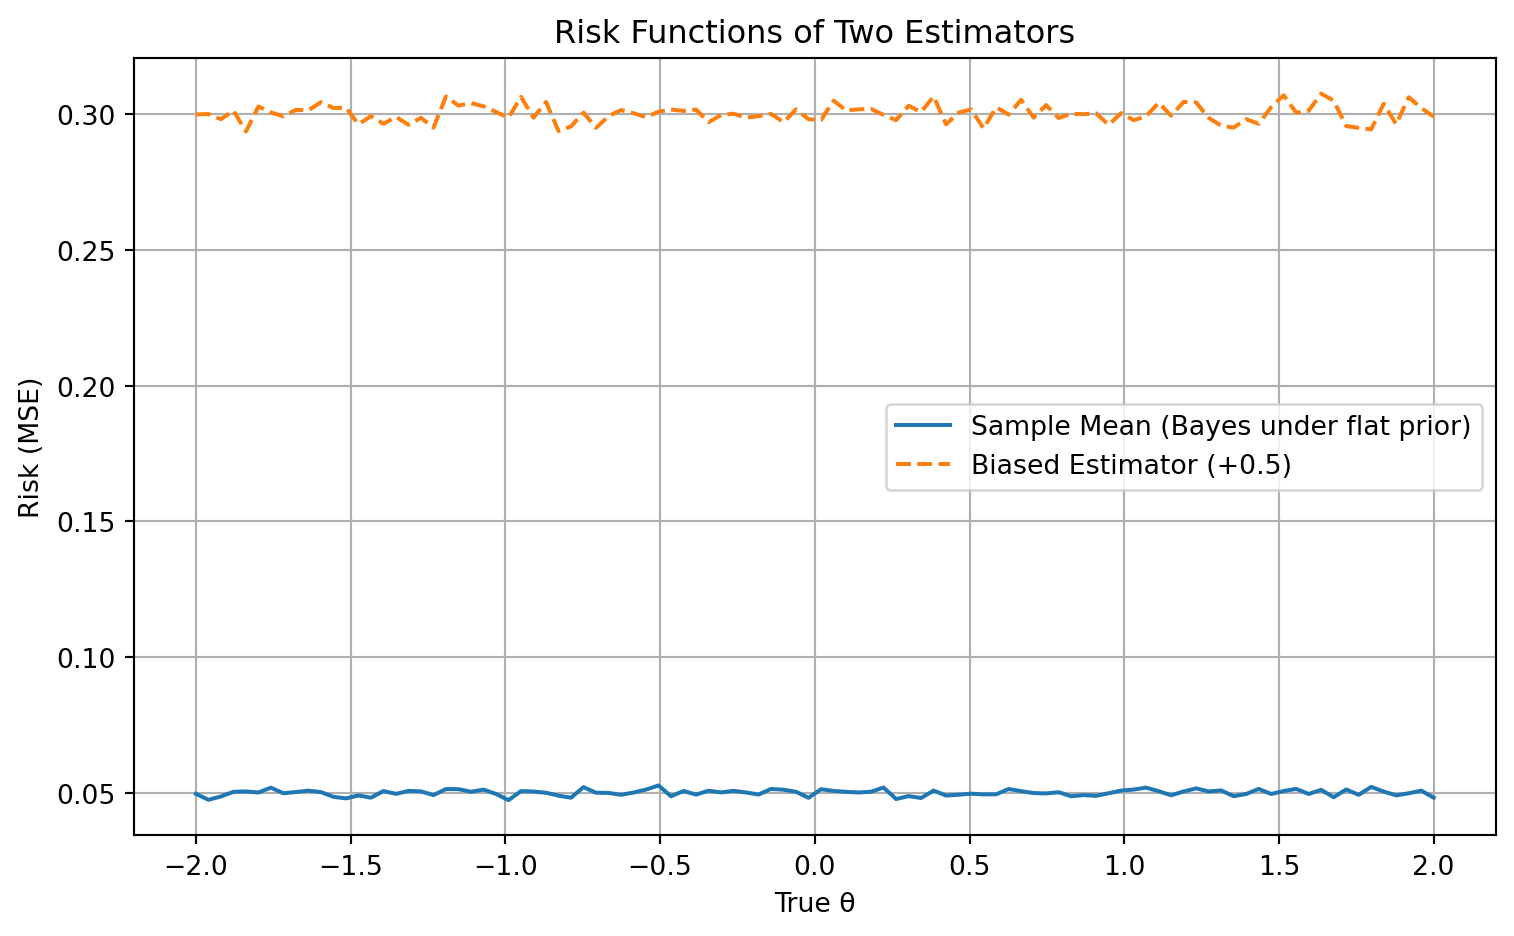 Risk Functions of Two Estimators
Risk (MSE)
0.30
0.25
0.20
0.15
0.10
0.05
Sample Mean (Bayes under flat prior)
Biased Estimator (+0.5)
−2.0 −1.5 −1.0 −0.5 0.0 0.5 1.0 1.5 2.0
True θ